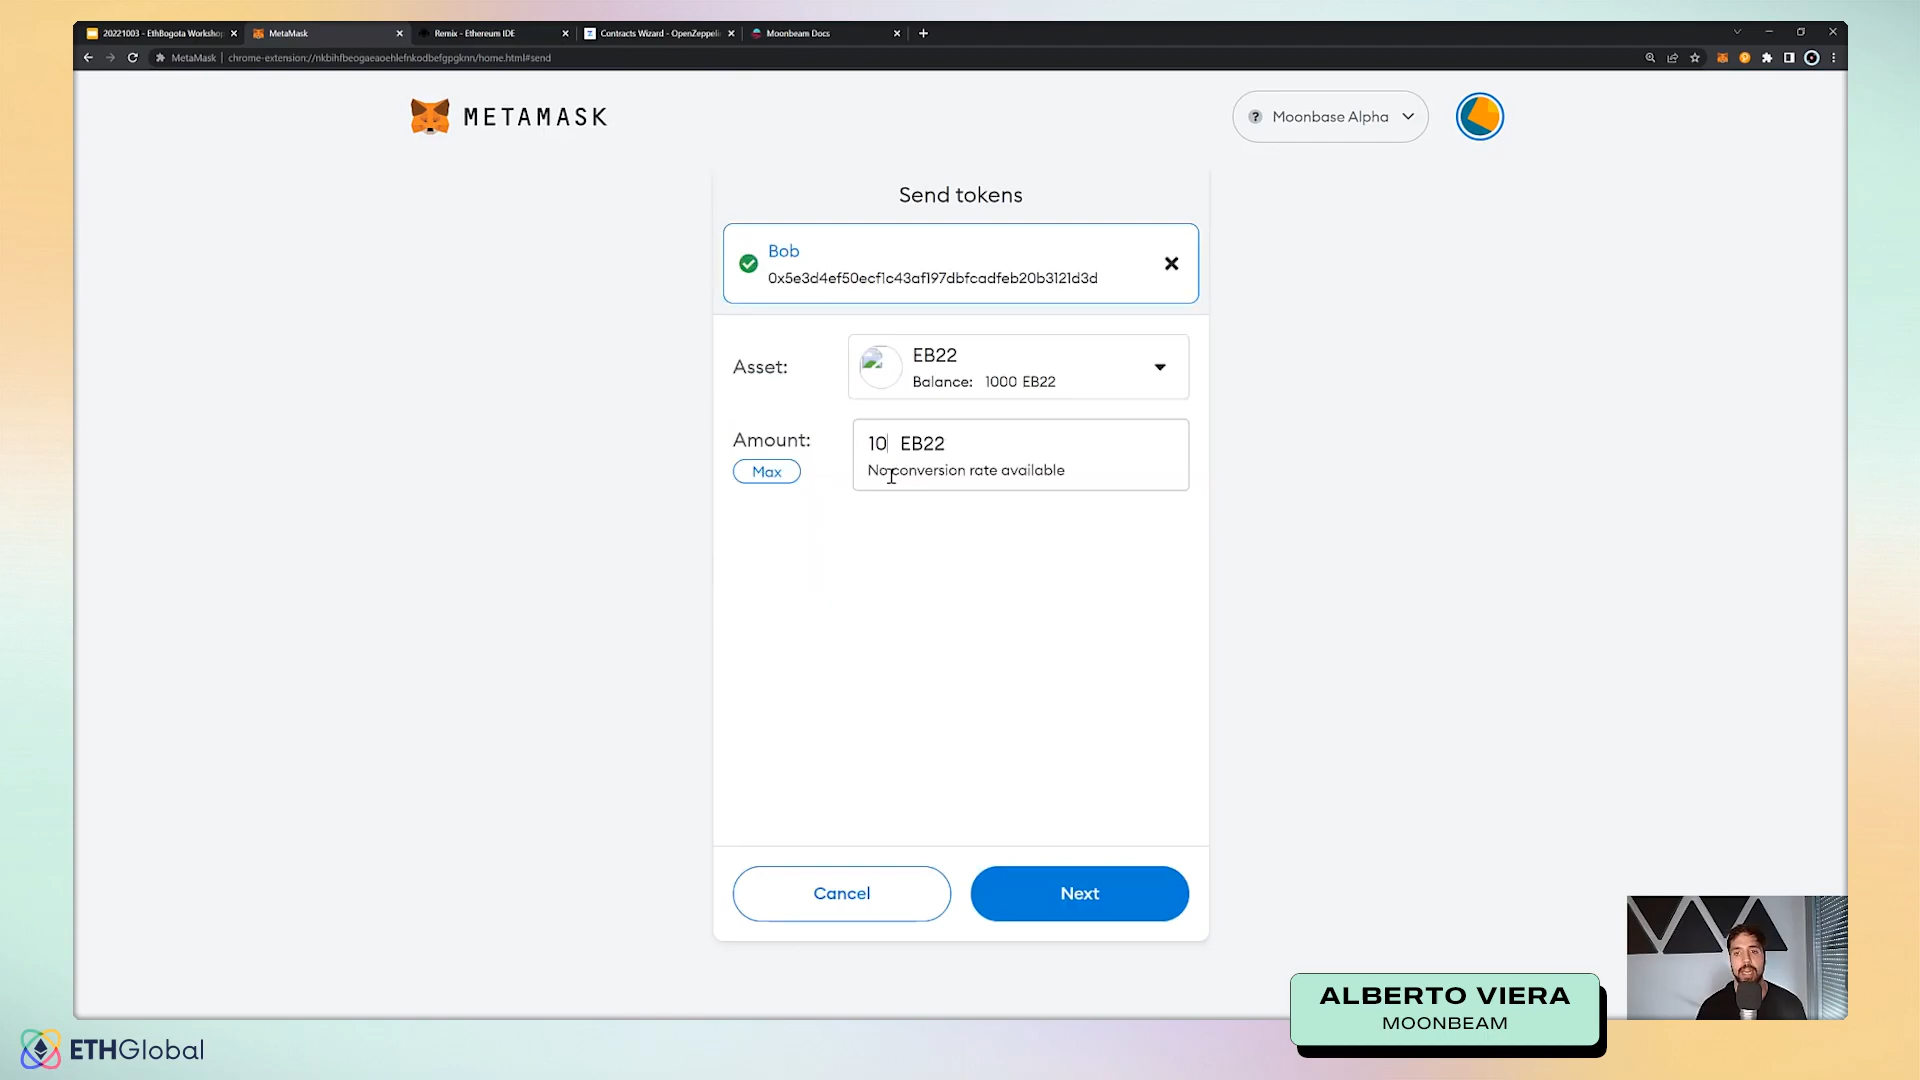 20221003 - EthBogota Workshop
MetaMask
Remix - Ethereum IDE
Contracts Wizard - OpenZeppeli
Moonbeam Docs
MetaMask
chrome-extension://nkbihfbeogaeaoehlefnkodbefgpgknn/home.html#send
METAMASK
Moonbase Alpha
Send tokens
Bob
0x5e3d4ef50ecf1c43af197dbfcadfeb20b3121d3d
Asset:
EB22
Balance: 1000 EB22
Amount:
Max
10 EB22
No conversion rate available
Cancel
Next
ALBERTO VIERA
MOONBEAM
ETHGlobal